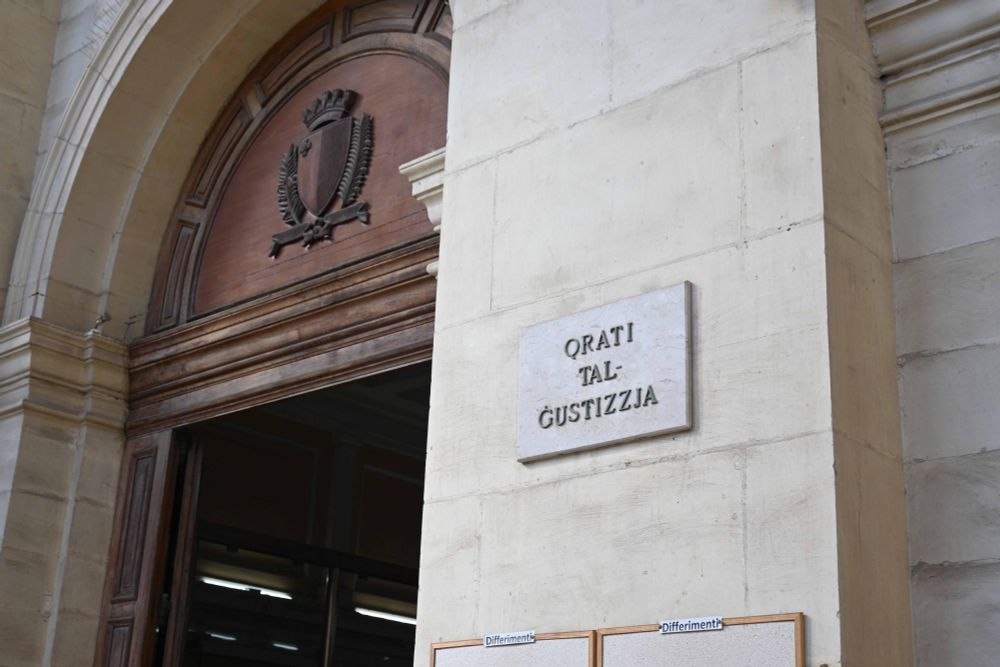 QRATI
TAL-
ĠUSTIZZJA
Differimenti
Differimenti